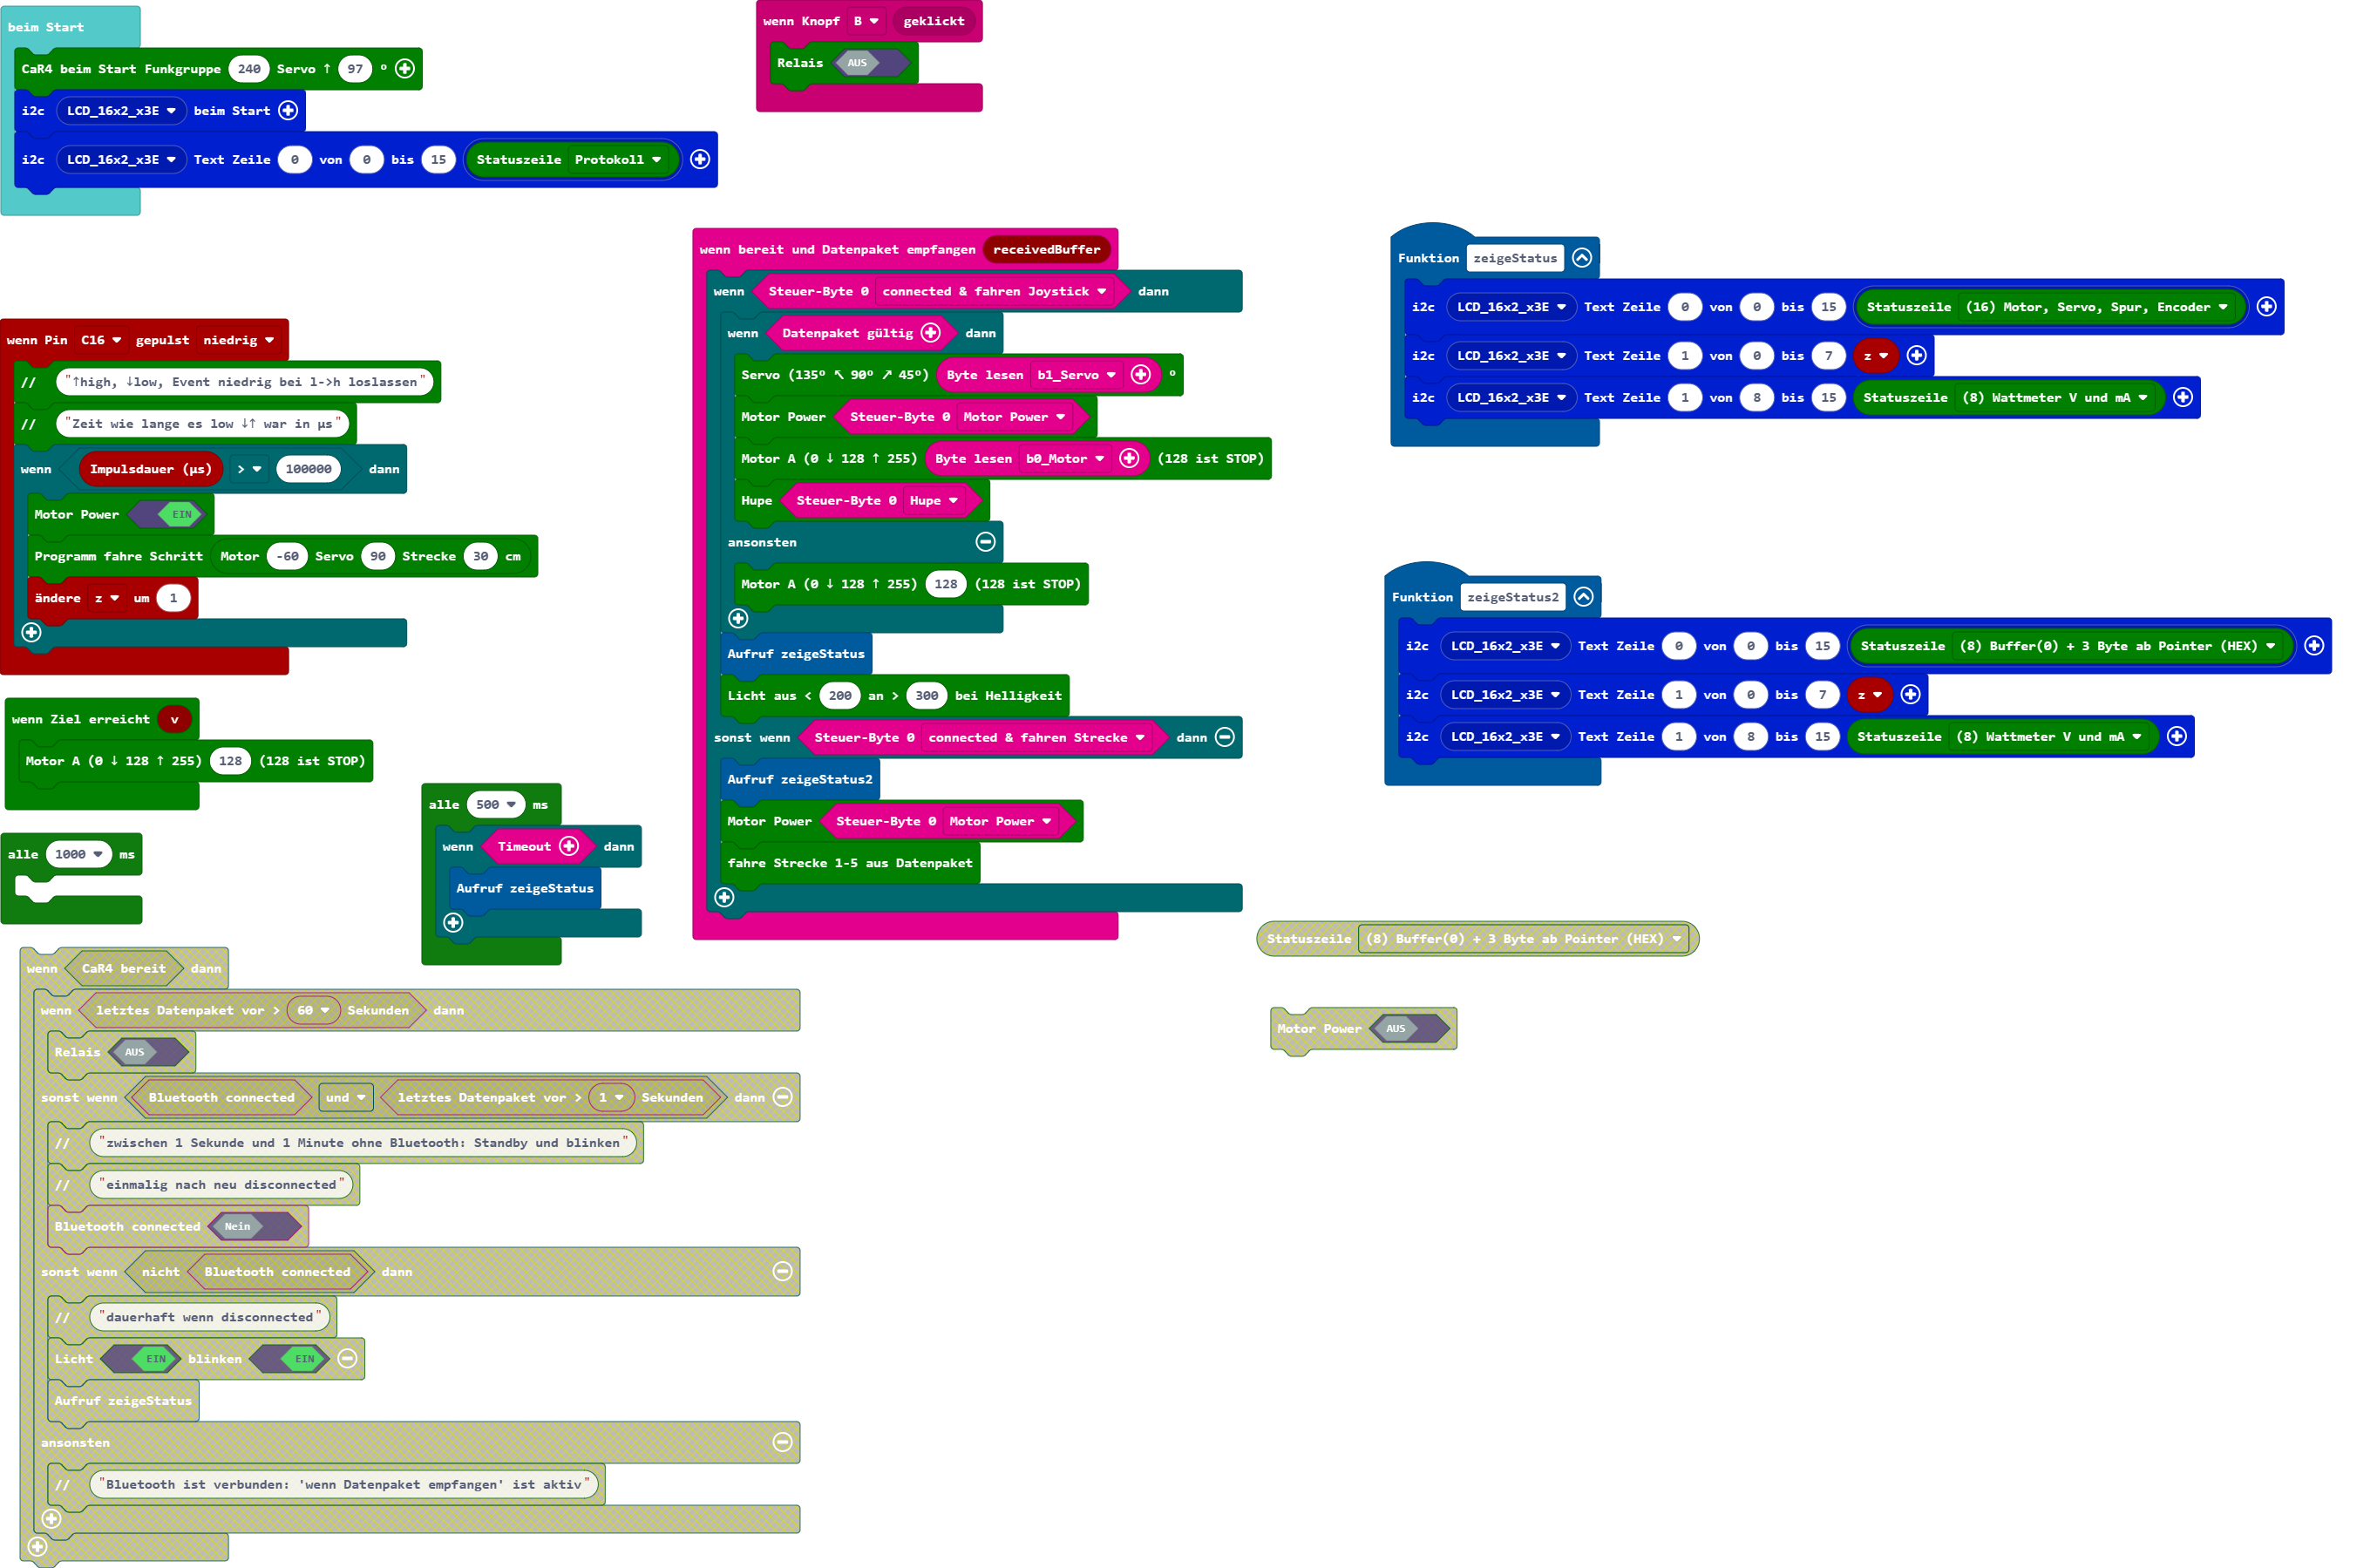 beim Start
CaR4 beim Start Funkgruppe 240 Servo ↑ 97 °
i2c LCD_16x2_x3E beim Start
i2c LCD_16x2_x3E Text Zeile 0 von 0 bis 15 Statuszeile Protokoll
wenn Knopf B geklickt
Relais AUS
wenn Pin C16 gepulst niedrig
// "↑high, ↓low, Event niedrig bei l->h loslassen"
// "Zeit wie lange es low ↓↑ war in µs"
wenn Impulsdauer (µs) > 100000 dann
Motor Power EIN
Programm fahre Schritt Motor -60 Servo 90 Strecke 30 cm
ändere z um 1
wenn Ziel erreicht v
Motor A (0 ↓ 128 ↑ 255) 128 (128 ist STOP)
alle 1000 ms
alle 500 ms
wenn Timeout dann
Aufruf zeigeStatus
wenn bereit und Datenpaket empfangen receivedBuffer
wenn Steuer-Byte 0 connected & fahren Joystick dann
wenn Datenpaket gültig dann
Servo (135° ↖ 90° ↗ 45°) Byte lesen b1_Servo °
Motor Power Steuer-Byte 0 Motor Power
Motor A (0 ↓ 128 ↑ 255) Byte lesen b0_Motor (128 ist STOP)
Hupe Steuer-Byte 0 Hupe
ansonsten
Motor A (0 ↓ 128 ↑ 255) 128 (128 ist STOP)
Aufruf zeigeStatus
Licht aus < 200 an > 300 bei Helligkeit
sonst wenn Steuer-Byte 0 connected & fahren Strecke dann
Aufruf zeigeStatus2
Motor Power Steuer-Byte 0 Motor Power
fahre Strecke 1-5 aus Datenpaket
Funktion zeigeStatus
i2c LCD_16x2_x3E Text Zeile 0 von 0 bis 15 Statuszeile (16) Motor, Servo, Spur, Encoder
i2c LCD_16x2_x3E Text Zeile 1 von 0 bis 7 z
i2c LCD_16x2_x3E Text Zeile 1 von 8 bis 15 Statuszeile (8) Wattmeter V und mA
Funktion zeigeStatus2
i2c LCD_16x2_x3E Text Zeile 0 von 0 bis 15 Statuszeile (8) Buffer(0) + 3 Byte ab Pointer (HEX)
i2c LCD_16x2_x3E Text Zeile 1 von 0 bis 7 z
i2c LCD_16x2_x3E Text Zeile 1 von 8 bis 15 Statuszeile (8) Wattmeter V und mA
Statuszeile (8) Buffer(0) + 3 Byte ab Pointer (HEX)
Motor Power AUS
wenn CaR4 bereit dann
wenn letztes Datenpaket vor > 60 Sekunden dann
Relais AUS
sonst wenn Bluetooth connected und letztes Datenpaket vor > 1 Sekunden dann
// "zwischen 1 Sekunde und 1 Minute ohne Bluetooth: Standby und blinken"
// "einmalig nach neu disconnected"
Bluetooth connected Nein
sonst wenn nicht Bluetooth connected dann
// "dauerhaft wenn disconnected"
Licht EIN blinken EIN
Aufruf zeigeStatus
ansonsten
// "Bluetooth ist verbunden: 'wenn Datenpaket empfangen' ist aktiv"